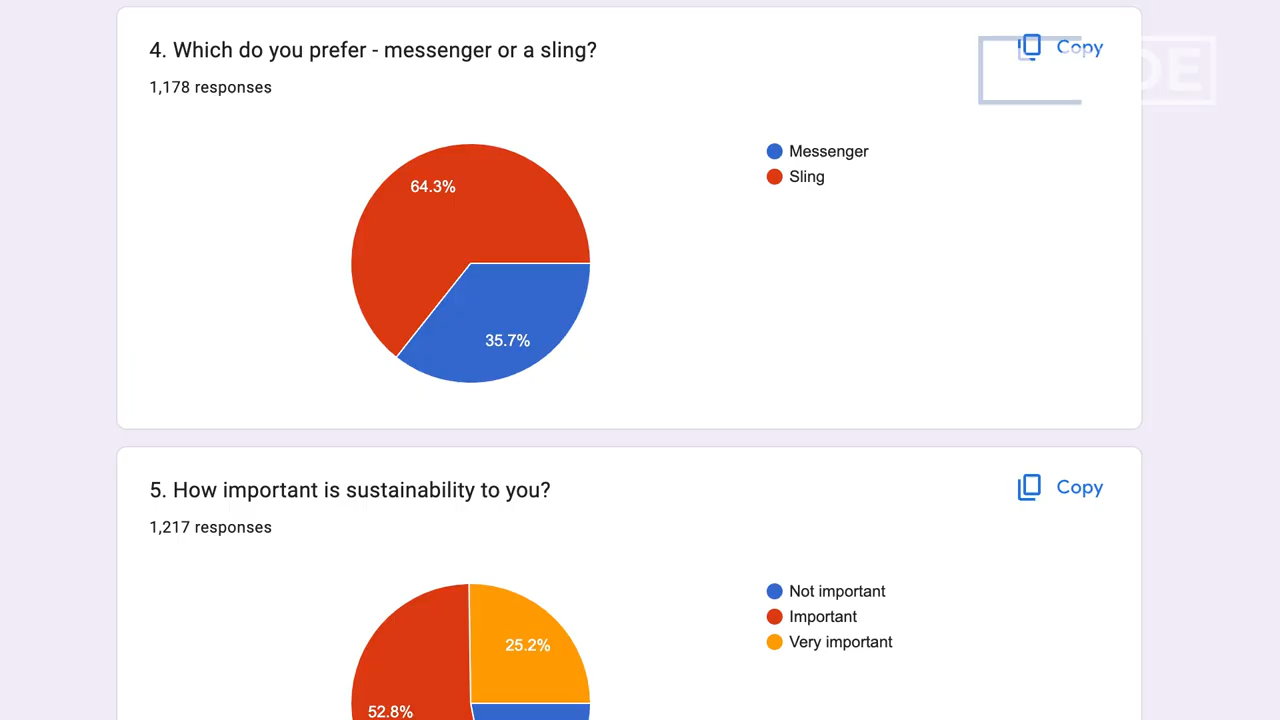 4. Which do you prefer - messenger or a sling?
Copy
1,178 responses
Messenger
Sling
64.3%
35.7%
5. How important is sustainability to you?
Copy
1,217 responses
Not important
Important
Very important
25.2%
52.8%